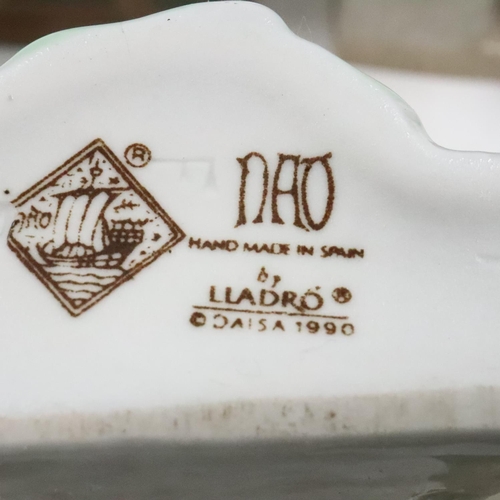 NAO
®
NAO
HAND MADE IN SPAIN
by
LLADRÓ ®
© DAISA 1990